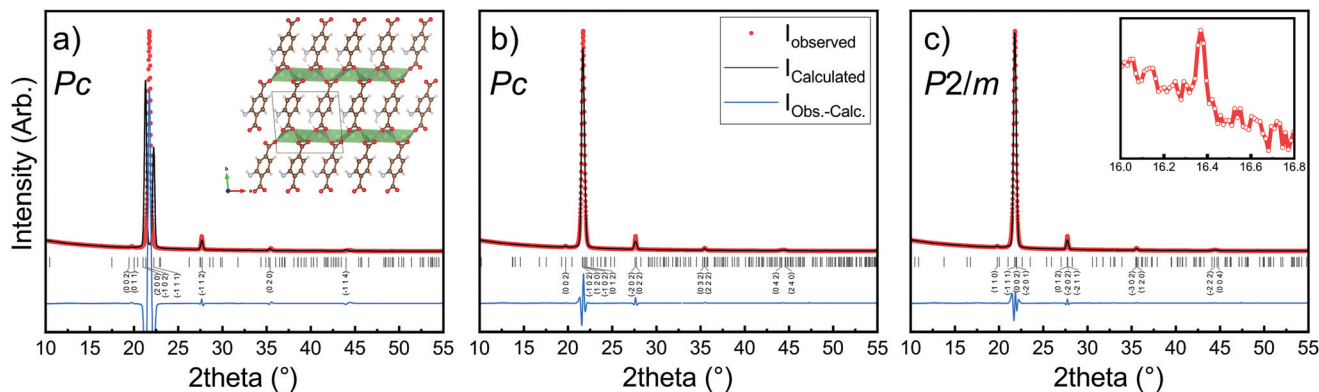 a)
Pc
Intensity (Arb.)
b
a
(0 0 2)
(0 1 1)
(2 0 0)
(-1 0 2)
(-1 1 1)
(-1 1 2)
(0 2 0)
(-1 1 4)
10 15 20 25 30 35 40 45 50 55
2theta (°)
b)
Pc
I observed
I Calculated
I Obs.-Calc.
(0 0 2)
(-1 0 2)
(1 2 0)
(-1 0 2)
(0 1 2)
(-2 0 2)
(0 2 2)
(0 3 2)
(2 2 2)
(0 4 2)
(2 4 0)
10 15 20 25 30 35 40 45 50 55
2theta (°)
c)
P2/m
16.0 16.2 16.4 16.6 16.8
(1 1 0)
(-1 1 1)
(0 0 2)
(-2 0 1)
(0 1 2)
(-2 0 2)
(-2 1 1)
(-3 0 2)
(1 2 0)
(-2 2 2)
(0 0 4)
10 15 20 25 30 35 40 45 50 55
2theta (°)